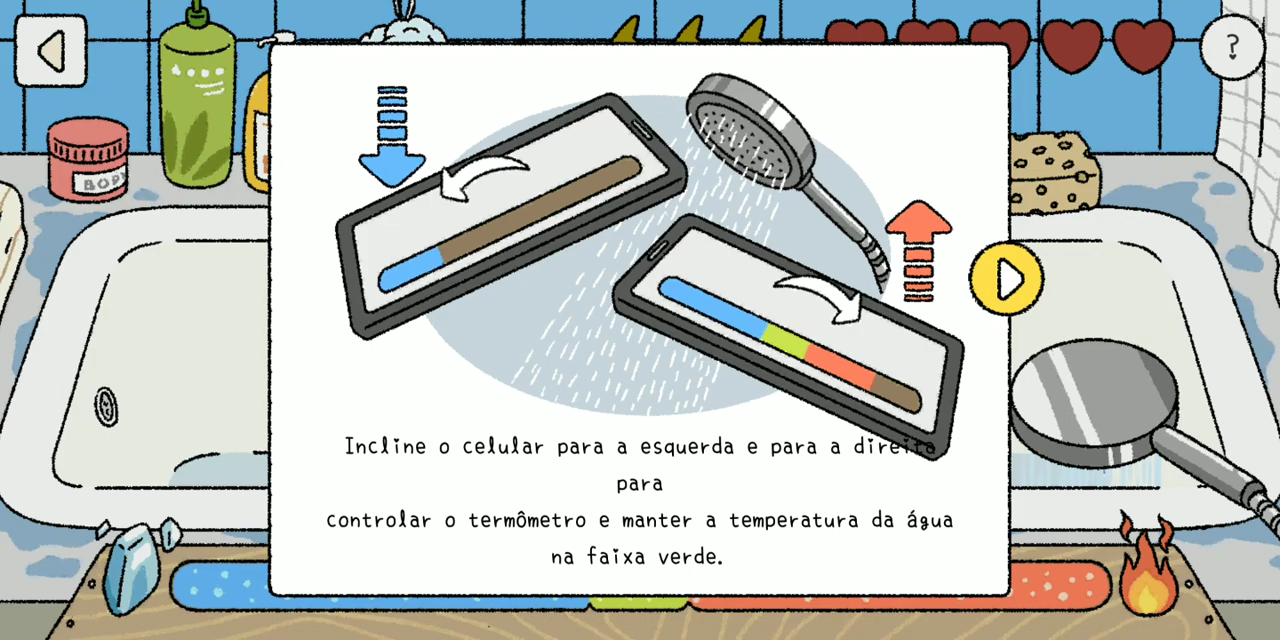 ?
BODY
Incline o celular para a esquerda e para a direita
para
controlar o termômetro e manter a temperatura da água
na faixa verde.